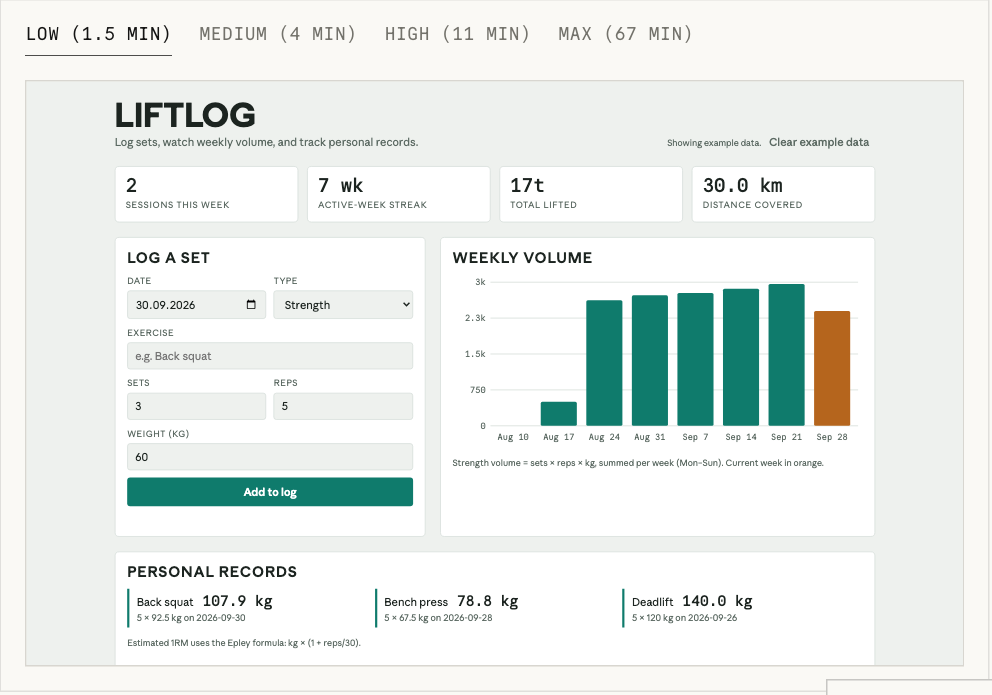 LOW (1.5 MIN) MEDIUM (4 MIN) HIGH (11 MIN) MAX (67 MIN)
LIFTLOG
Log sets, watch weekly volume, and track personal records.
Showing example data. Clear example data
2
SESSIONS THIS WEEK
7 wk
ACTIVE-WEEK STREAK
17t
TOTAL LIFTED
30.0 km
DISTANCE COVERED
LOG A SET
DATE TYPE
30.09.2026 Strength
EXERCISE
e.g. Back squat
SETS REPS
3 5
WEIGHT (KG)
60
Add to log
WEEKLY VOLUME
3k
2.3k
1.5k
750
0
Aug 10 Aug 17 Aug 24 Aug 31 Sep 7 Sep 14 Sep 21 Sep 28
Strength volume = sets × reps × kg, summed per week (Mon–Sun). Current week in orange.
PERSONAL RECORDS
Back squat 107.9 kg
5 × 92.5 kg on 2026-09-30
Bench press 78.8 kg
5 × 67.5 kg on 2026-09-28
Deadlift 140.0 kg
5 × 120 kg on 2026-09-26
Estimated 1RM uses the Epley formula: kg × (1 + reps/30).